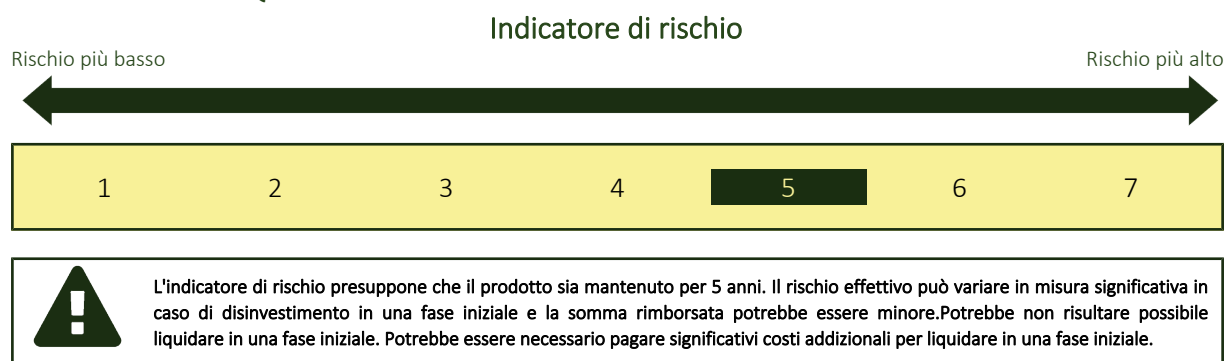 Indicatore di rischio
Rischio più basso
Rischio più alto
1 2 3 4 5 6 7
L'indicatore di rischio presuppone che il prodotto sia mantenuto per 5 anni. Il rischio effettivo può variare in misura significativa in
caso di disinvestimento in una fase iniziale e la somma rimborsata potrebbe essere minore.Potrebbe non risultare possibile
liquidare in una fase iniziale. Potrebbe essere necessario pagare significativi costi addizionali per liquidare in una fase iniziale.